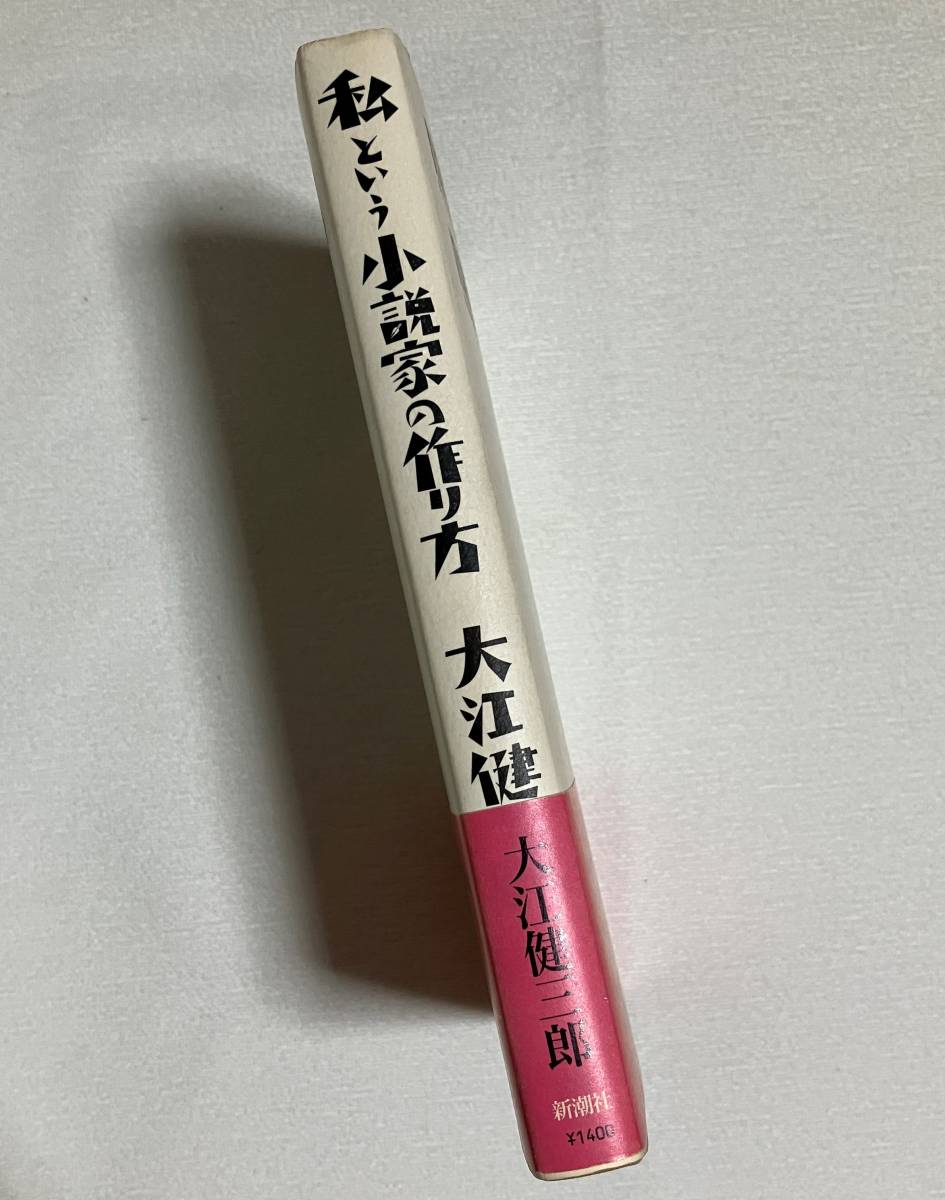 私という小説家の作り方
大江健
大江健三郎
新潮社
¥1400